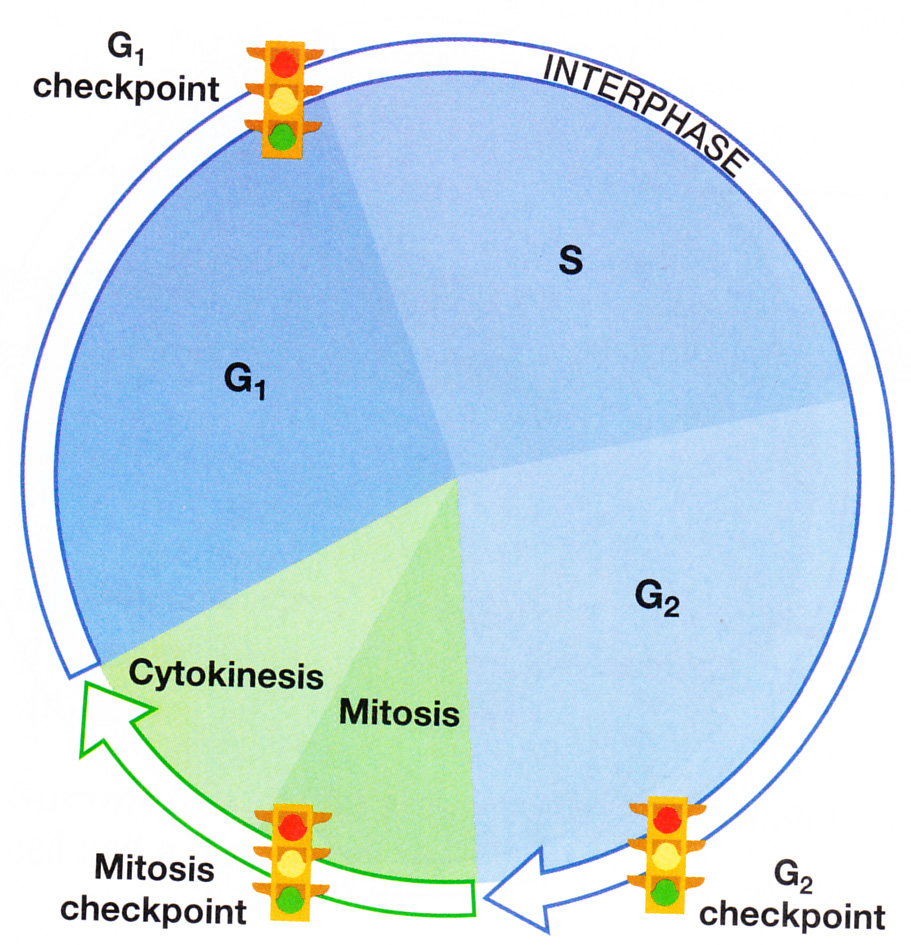 G₁
checkpoint
INTERPHASE
S
G₁
G₂
Cytokinesis
Mitosis
Mitosis
checkpoint
G₂
checkpoint